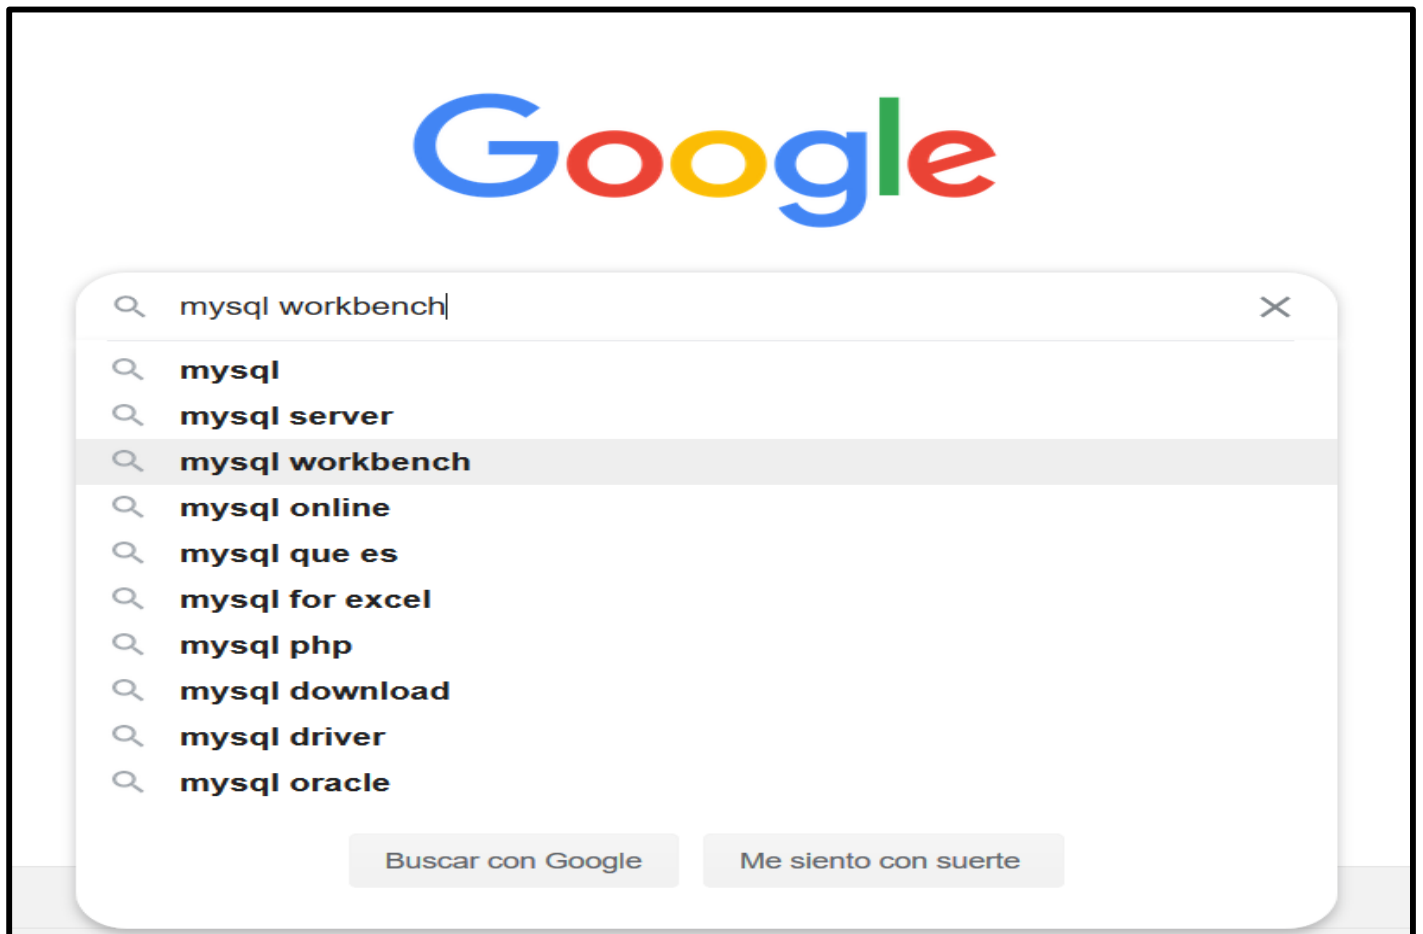 Google
mysql workbench
mysql
mysql server
mysql workbench
mysql online
mysql que es
mysql for excel
mysql php
mysql download
mysql driver
mysql oracle
Buscar con Google
Me siento con suerte